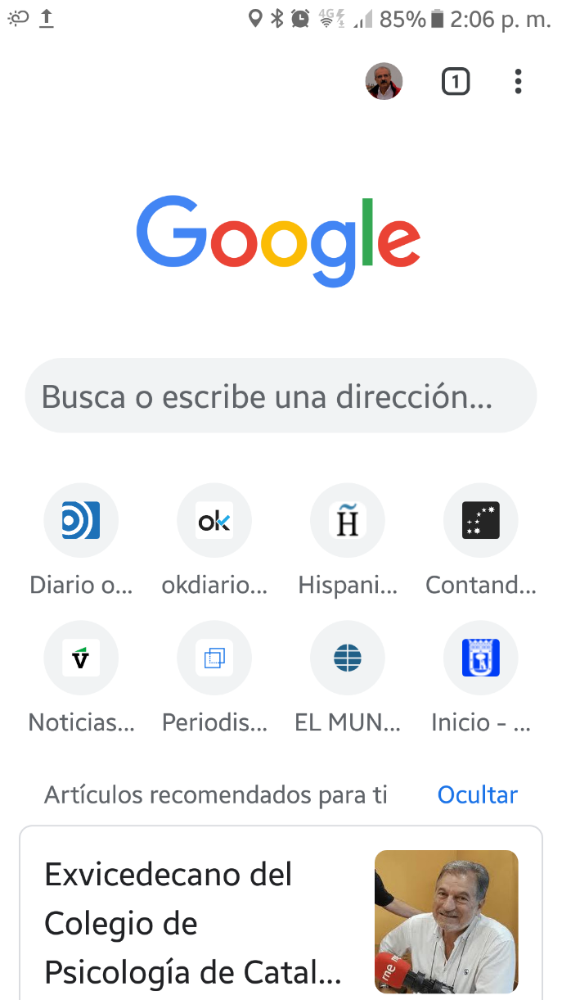 4G 85% 2:06 p. m.
1
Google
Busca o escribe una dirección...
ok H̃
Diario o... okdiario... Hispani... Contand...
v
Noticias... Periodis... EL MUN... Inicio - ...
Artículos recomendados para ti Ocultar
Exvicedecano del
Colegio de
Psicología de Catal...
rne